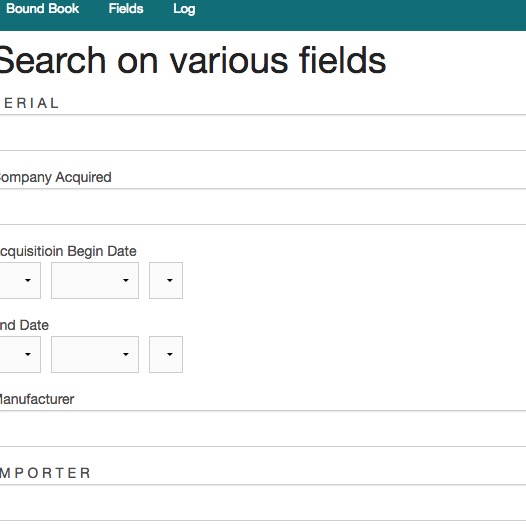 Bound Book Fields Log
Search on various fields
ERIAL
ompany Acquired
cquisitioin Begin Date
nd Date
anufacturer
MPORTER